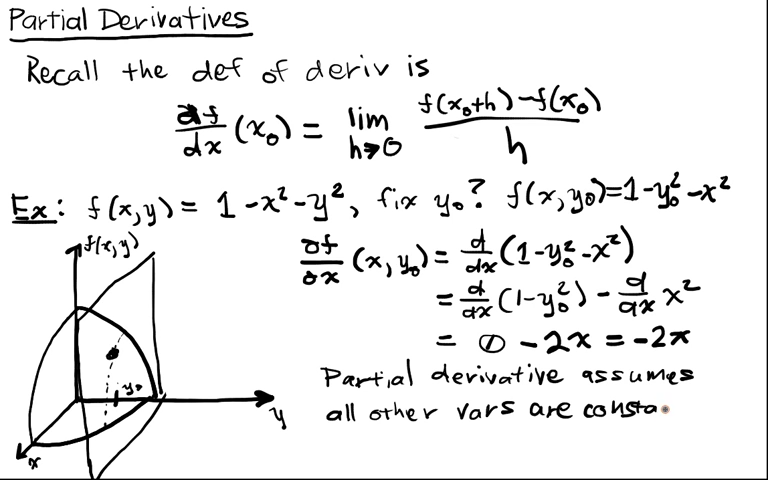 Partial Derivatives
Recall the def of deriv is
df/dx (x₀) = lim h→0 f(x₀+h) - f(x₀) / h
Ex: f(x,y) = 1 - x² - y², fix y₀? f(x,y₀) = 1 - y₀² - x²
f(x,y)
∂f/∂x (x,y₀) = d/dx (1 - y₀² - x²)
= d/dx (1 - y₀²) - d/dx x²
= 0 - 2x = -2x
y₀
y
x
Partial derivative assumes
all other vars are consta